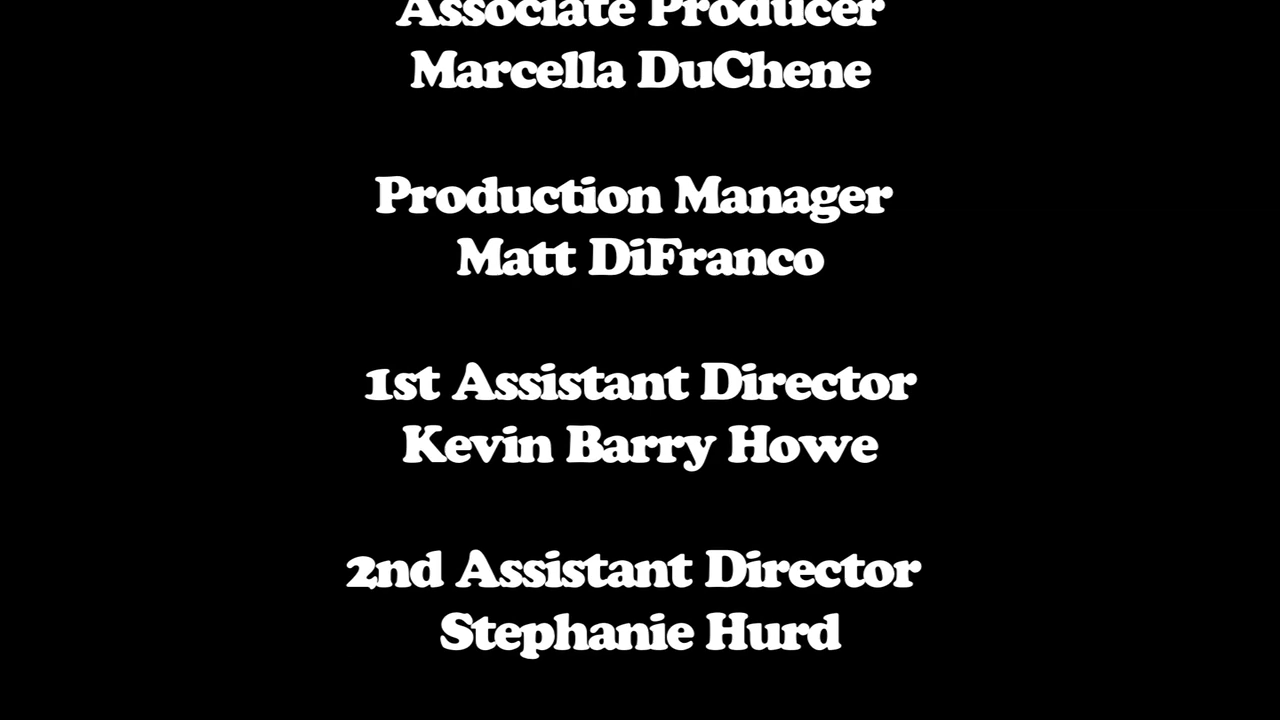 Associate Producer
Marcella DuChene
Production Manager
Matt DiFranco
1st Assistant Director
Kevin Barry Howe
2nd Assistant Director
Stephanie Hurd